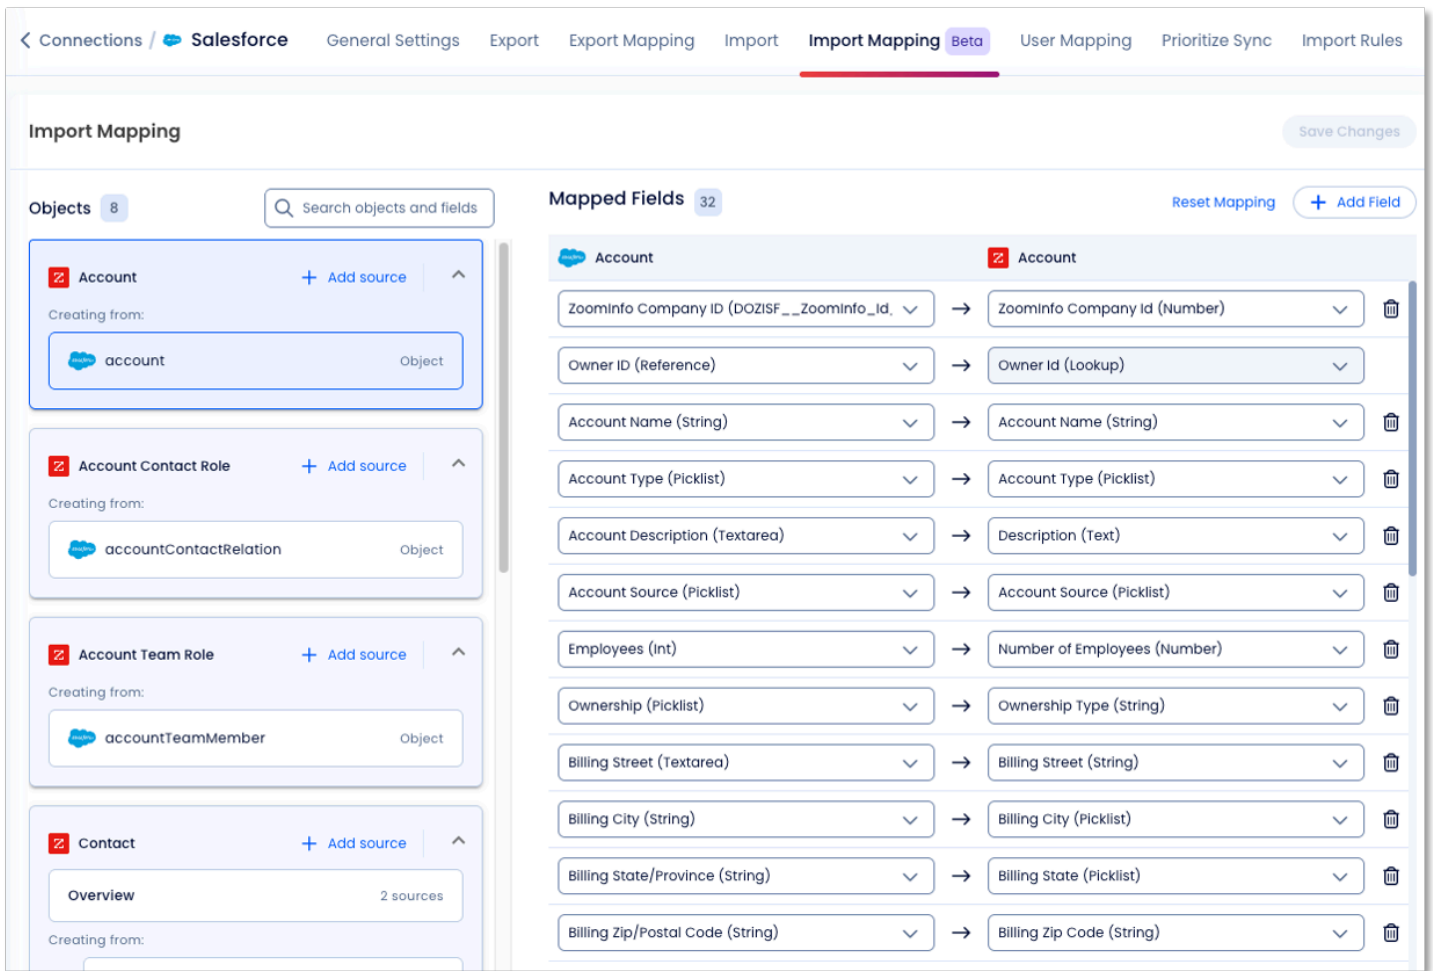 Connections / Salesforce General Settings Export Export Mapping Import Import Mapping Beta User Mapping Prioritize Sync Import Rules
Import Mapping Save Changes
Objects 8 Search objects and fields
Account Add source
Creating from:
account Object
Account Contact Role Add source
Creating from:
accountContactRelation Object
Account Team Role Add source
Creating from:
accountTeamMember Object
Contact Add source
Overview 2 sources
Creating from:
Mapped Fields 32 Reset Mapping Add Field
Account Account
ZoomInfo Company ID (DOZISF__ZoomInfo_Id. ZoomInfo Company Id (Number)
Owner ID (Reference) Owner Id (Lookup)
Account Name (String) Account Name (String)
Account Type (Picklist) Account Type (Picklist)
Account Description (Textarea) Description (Text)
Account Source (Picklist) Account Source (Picklist)
Employees (Int) Number of Employees (Number)
Ownership (Picklist) Ownership Type (String)
Billing Street (Textarea) Billing Street (String)
Billing City (String) Billing City (Picklist)
Billing State/Province (String) Billing State (Picklist)
Billing Zip/Postal Code (String) Billing Zip Code (String)